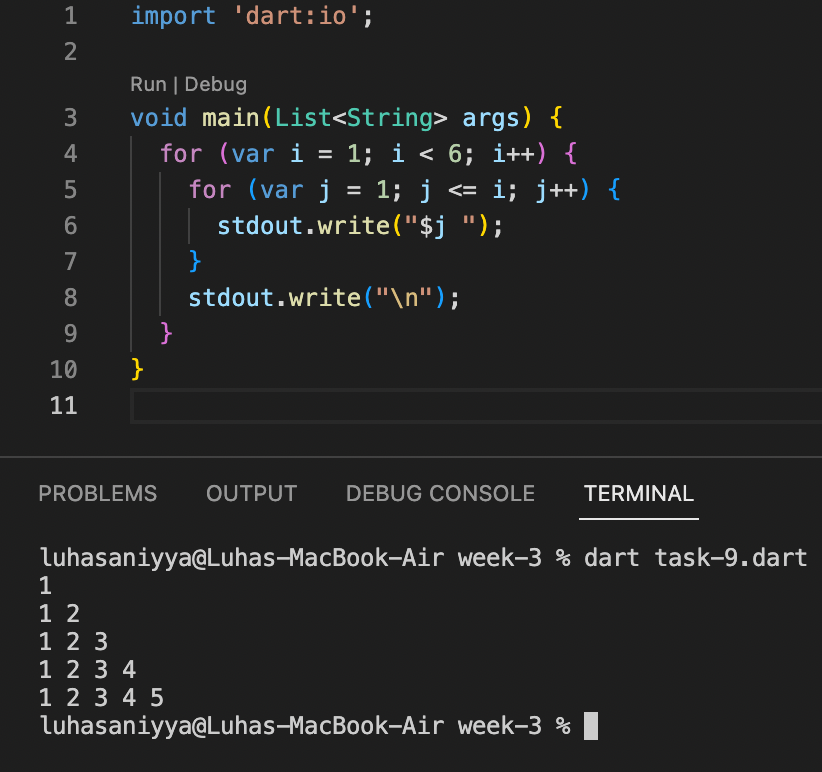 1 import 'dart:io';
2
Run | Debug
3 void main(List<String> args) {
4   for (var i = 1; i < 6; i++) {
5     for (var j = 1; j <= i; j++) {
6       stdout.write("$j ");
7     }
8     stdout.write("\n");
9   }
10 }
11
PROBLEMS OUTPUT DEBUG CONSOLE TERMINAL
luhasaniyya@Luhas-MacBook-Air week-3 % dart task-9.dart
1
1 2
1 2 3
1 2 3 4
1 2 3 4 5
luhasaniyya@Luhas-MacBook-Air week-3 %